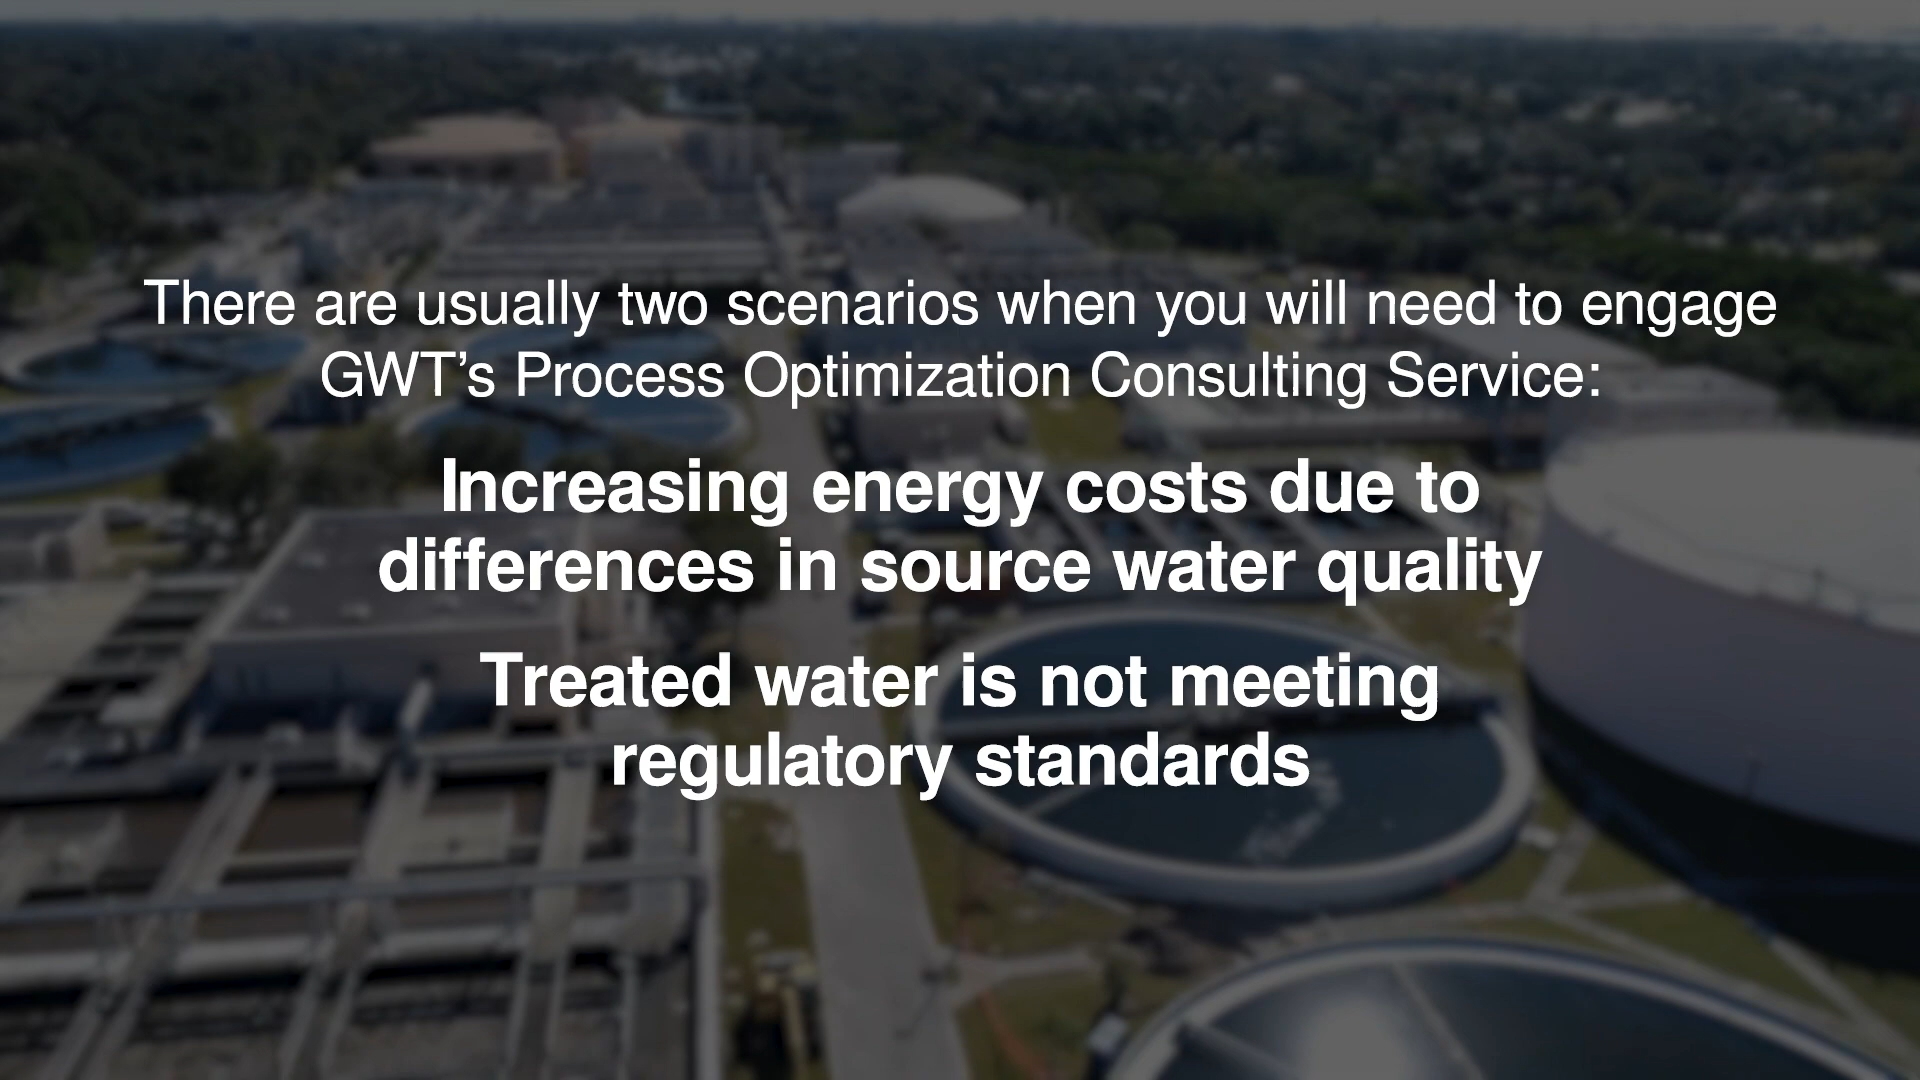 There are usually two scenarios when you will need to engage
GWT’s Process Optimization Consulting Service:
Increasing energy costs due to
differences in source water quality
Treated water is not meeting
regulatory standards